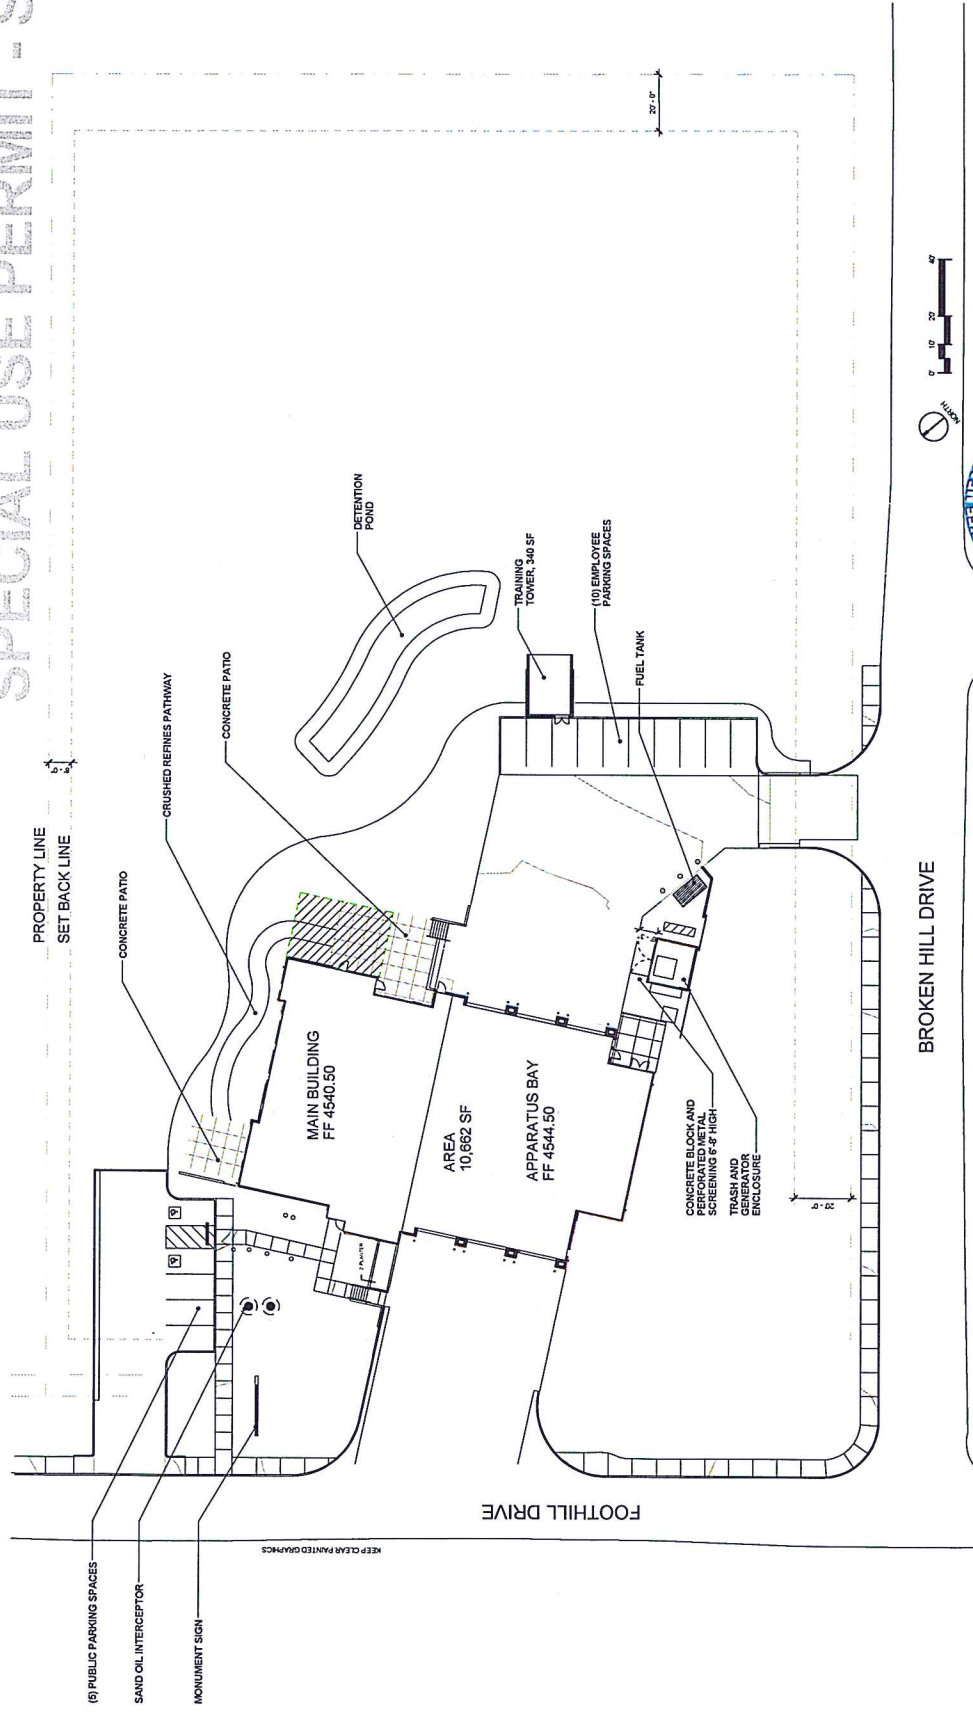 SPECIAL USE PERMIT - S
PROPERTY LINE
SET BACK LINE
20'-0"
CONCRETE PATIO
CRUSHED REFINES PATHWAY
CONCRETE PATIO
DETENTION
POND
TRAINING
TOWER, 340 SF
(10) EMPLOYEE
PARKING SPACES
FUEL TANK
MAIN BUILDING
FF 4540.50
AREA
10,662 SF
APPARATUS BAY
FF 4544.50
PLANTER
CONCRETE BLOCK AND
PERFORATED METAL
SCREENING 6'-8' HIGH
TRASH AND
GENERATOR
ENCLOSURE
20'-0"
(5) PUBLIC PARKING SPACES
SAND OIL INTERCEPTOR
MONUMENT SIGN
KEEP CLEAR PAINTED GRAPHICS
FOOTHILL DRIVE
BROKEN HILL DRIVE
NORTH
0' 10' 20' 40'